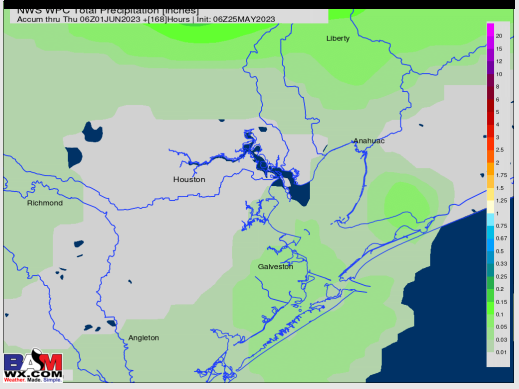 NWS WPC Total Precipitation [inches]
Accum thru Thu 06Z01JUN2023 +[168]Hours | Init: 06Z25MAY2023
Liberty
Anahuac
Houston
Richmond
Galveston
Angleton
20
15
12
10
8
6
5
4
3
2.5
2
1.75
1.5
1.25
0.75
0.67
0.5
0.33
0.25
0.2
0.15
0.1
0.05
0.03
0.01
BAM
WX.COM
Weather. Made. Simple.